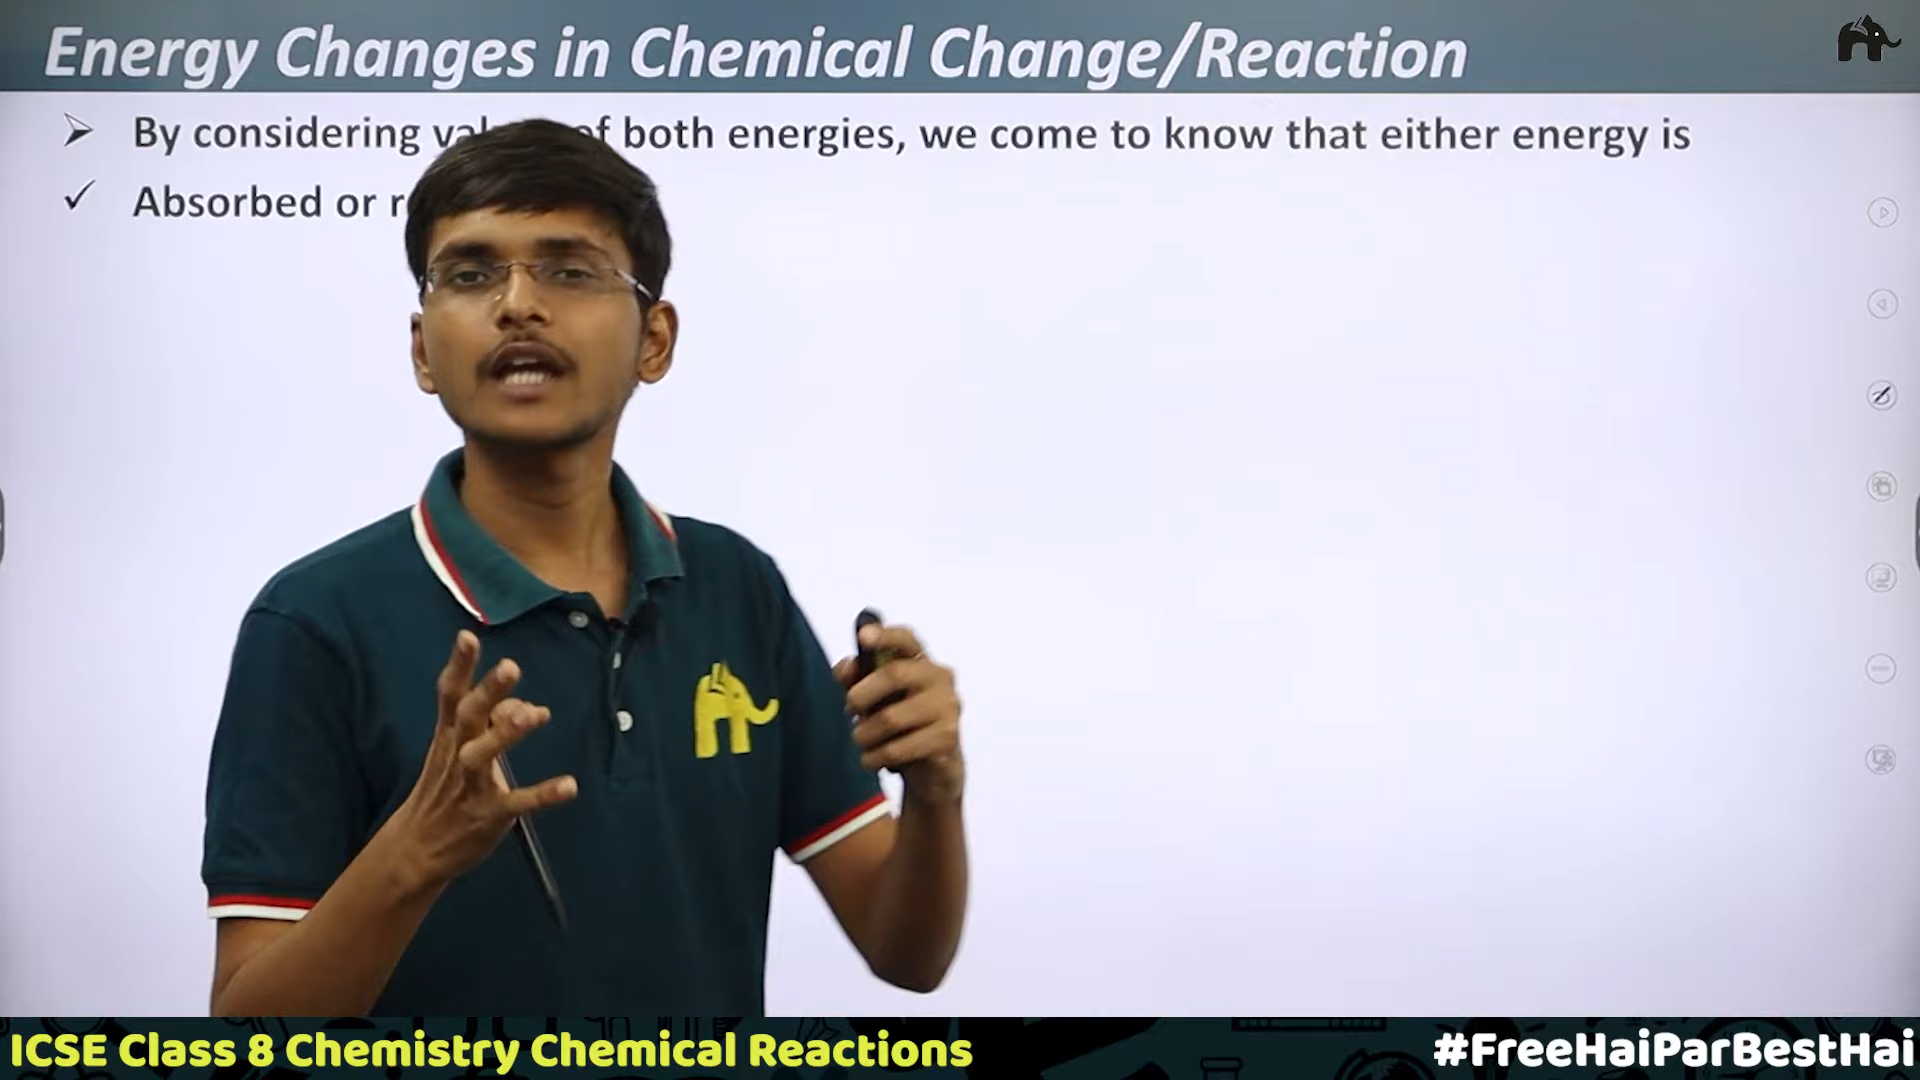 Energy Changes in Chemical Change/Reaction
By considering of both energies, we come to know that either energy is
Absorbed or
ICSE Class 8 Chemistry Chemical Reactions
#FreeHaiParBestHai